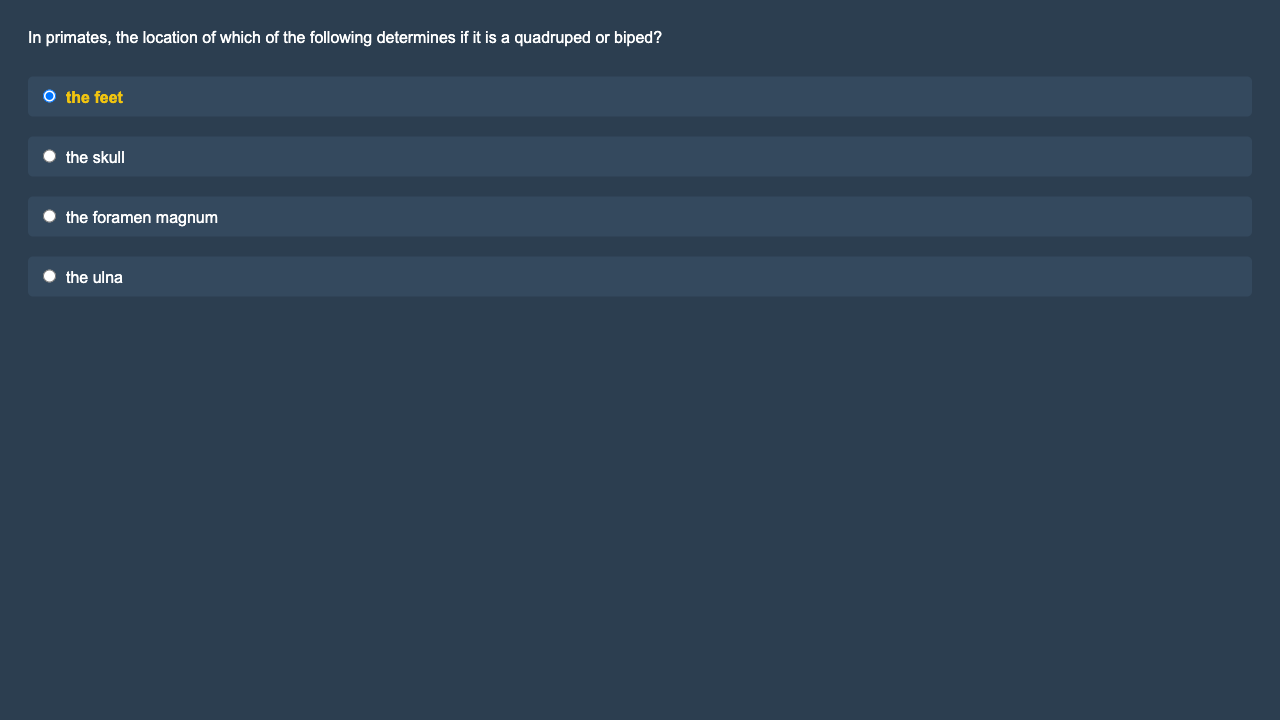 In primates, the location of which of the following determines if it is a quadruped or biped?
the feet
the skull
the foramen magnum
the ulna